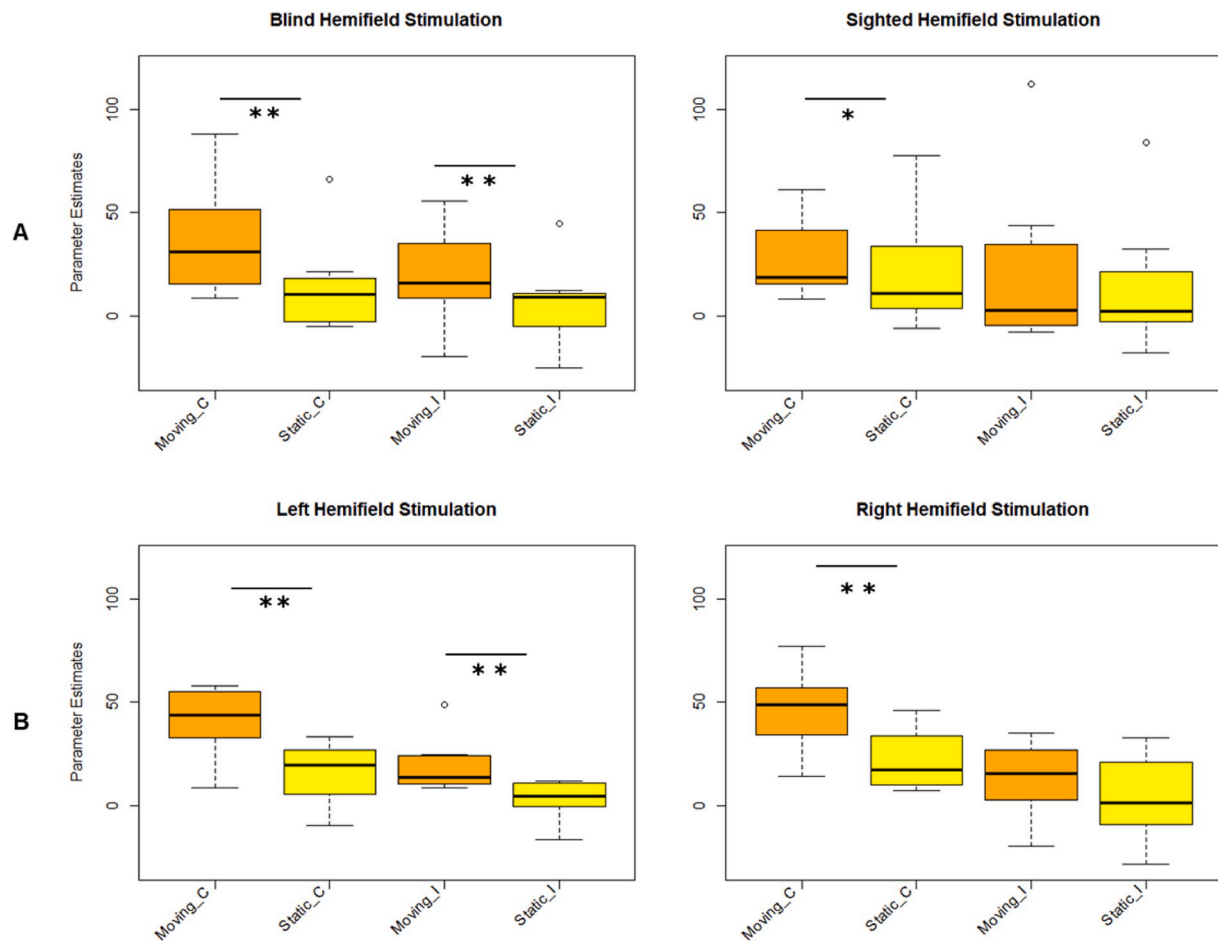 Blind Hemifield Stimulation
Sighted Hemifield Stimulation
A
Parameter Estimates
100
50
0
**
* *
Moving_C
Static_C
Moving_I
Static_I
100
50
0
*
Moving_C
Static_C
Moving_I
Static_I
Left Hemifield Stimulation
Right Hemifield Stimulation
B
Parameter Estimates
100
50
0
**
* *
Moving_C
Static_C
Moving_I
Static_I
100
50
0
* *
Moving_C
Static_C
Moving_I
Static_I